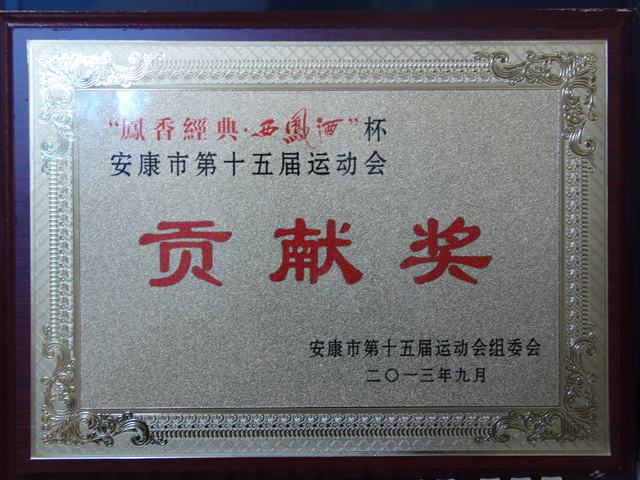 “鳳香經典·西鳳酒”杯
安康市第十五届运动会
贡献奖
安康市第十五届运动会组委会
二〇一三年九月